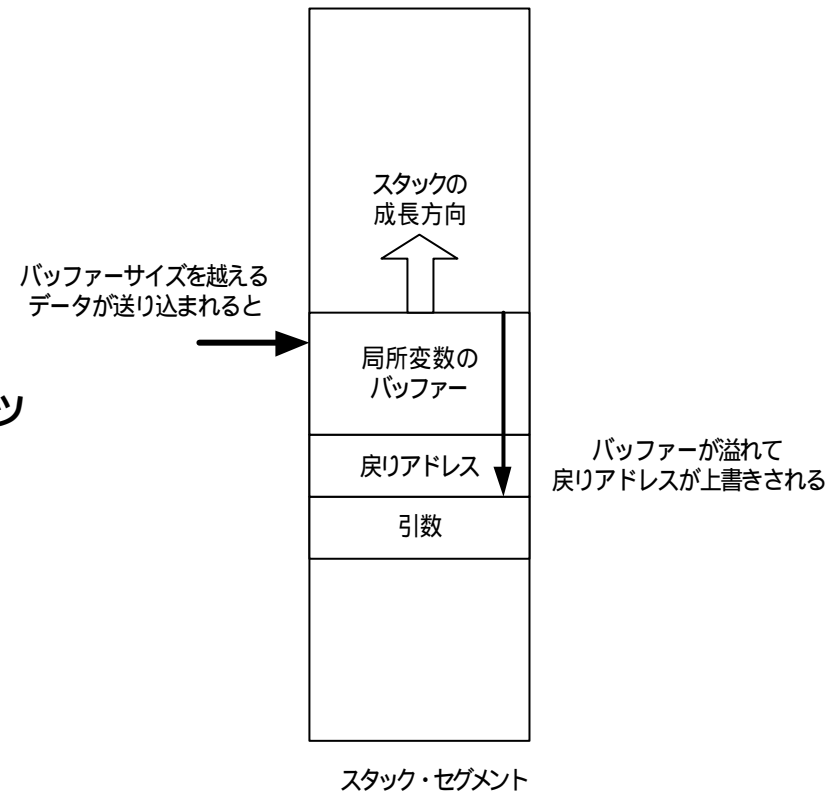 スタックの
成長方向
バッファーサイズを越える
データが送り込まれると
局所変数の
バッファー
ッ
戻りアドレス
バッファーが溢れて
戻りアドレスが上書きされる
引数
スタック・セグメント